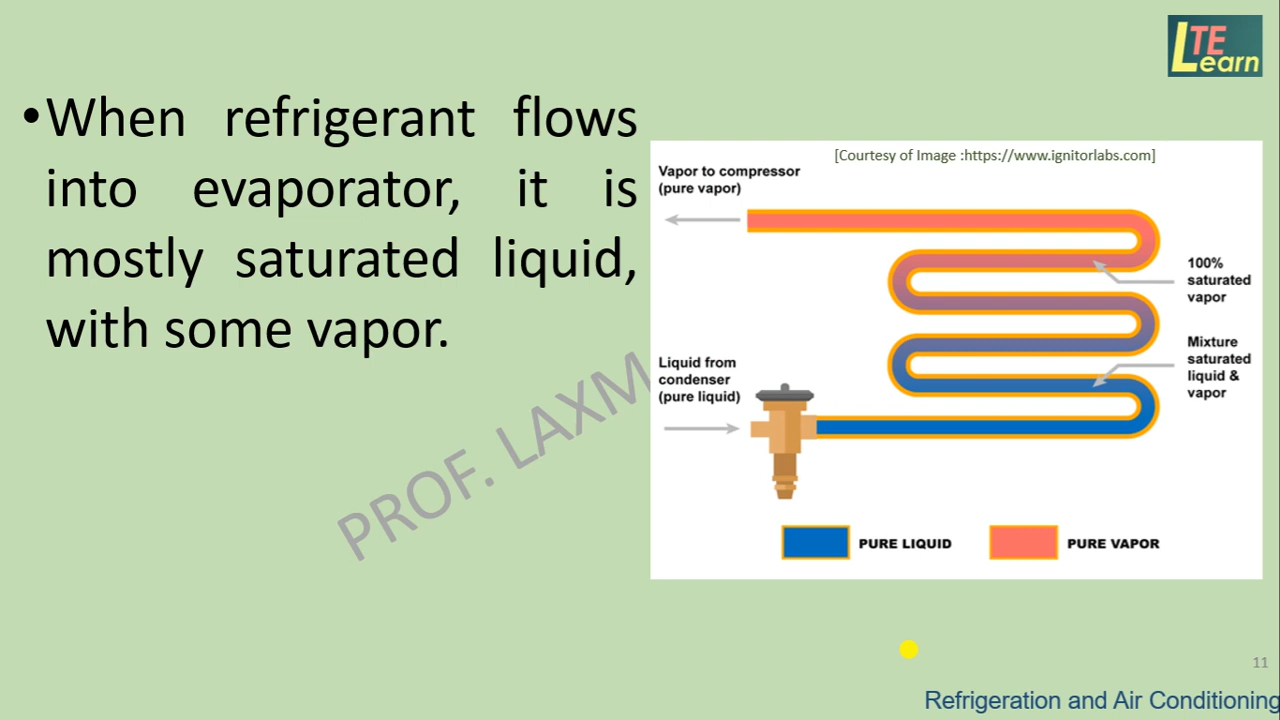 LTE
Learn
•When refrigerant flows
into evaporator, it is
mostly saturated liquid,
with some vapor.
PROF. LAXM
[Courtesy of Image :https://www.ignitorlabs.com]
Vapor to compressor
(pure vapor)
100%
saturated
vapor
Mixture
saturated
liquid &
vapor
Liquid from
condenser
(pure liquid)
PURE LIQUID
PURE VAPOR
11
Refrigeration and Air Conditioning